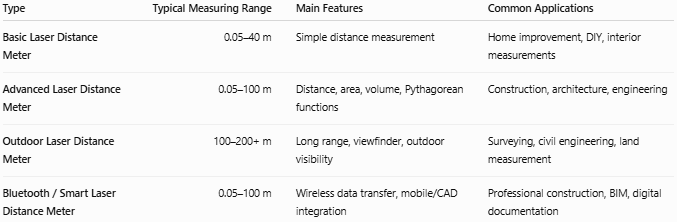 Type Typical Measuring Range Main Features Common Applications
Basic Laser Distance 0.05–40 m Simple distance measurement Home improvement, DIY, interior
Meter measurements
Advanced Laser Distance 0.05–100 m Distance, area, volume, Pythagorean Construction, architecture, engineering
Meter functions
Outdoor Laser Distance 100–200+ m Long range, viewfinder, outdoor Surveying, civil engineering, land
Meter visibility measurement
Bluetooth / Smart Laser 0.05–100 m Wireless data transfer, mobile/CAD Professional construction, BIM, digital
Distance Meter integration documentation